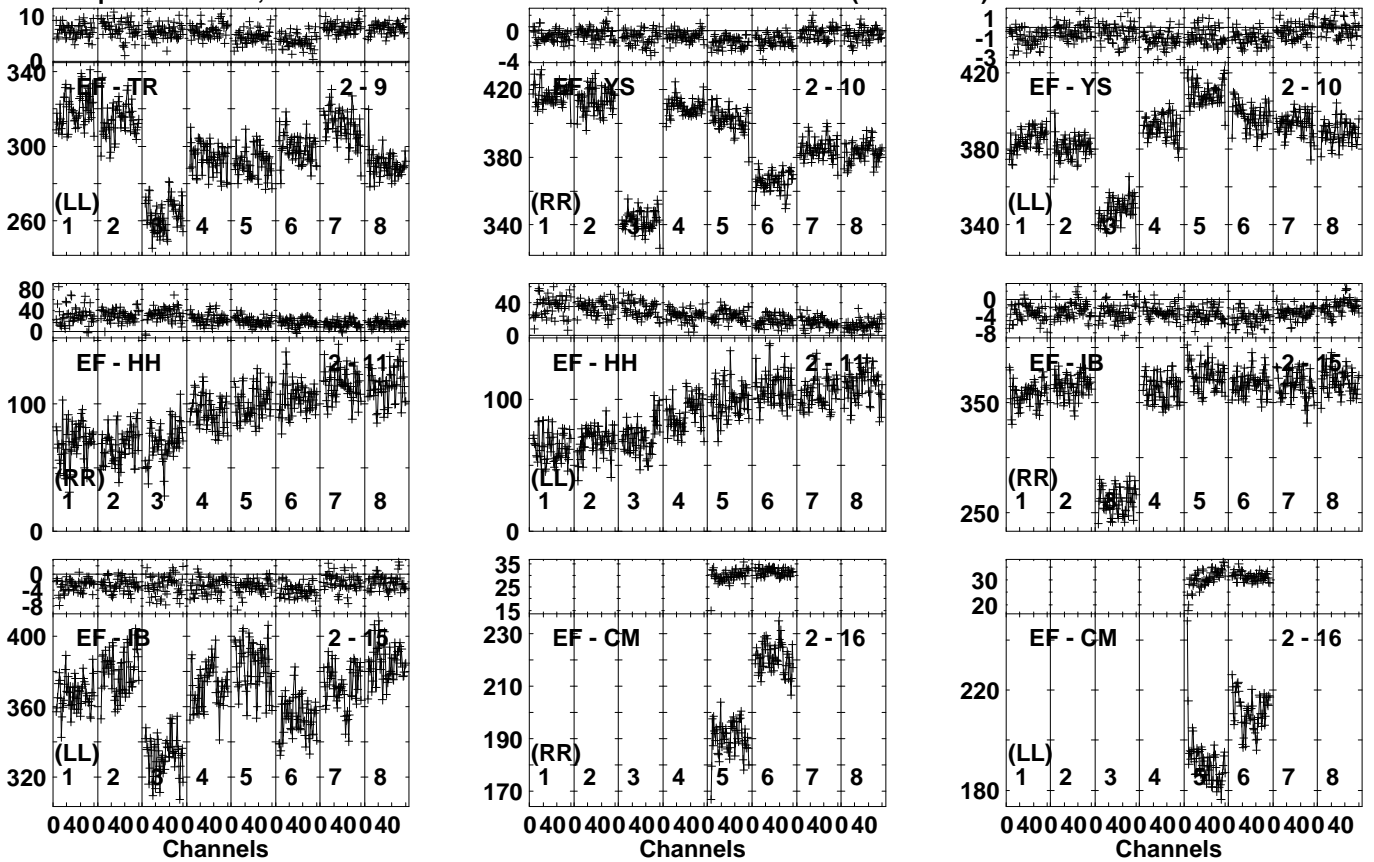 10
0
340
300
260
EF - TR
2 - 9
(LL)
1 2 3 4 5 6 7 8
0
-4
420
380
340
EF - YS
2 - 10
(RR)
1 2 3 4 5 6 7 8
1
-1
-3
420
380
340
EF - YS
2 - 10
(LL)
1 2 3 4 5 6 7 8
80
40
0
100
0
EF - HH
2 - 11
(RR)
1 2 3 4 5 6 7 8
40
0
100
0
EF - HH
2 - 11
(LL)
1 2 3 4 5 6 7 8
0
-4
-8
350
250
EF - IB
2 - 15
(RR)
1 2 3 4 5 6 7 8
0
-4
-8
400
360
320
EF - IB
2 - 15
(LL)
1 2 3 4 5 6 7 8
0 40 0 40 0 40 0 40 0 40 0 40 0 40 0 40
Channels
35
25
15
230
210
190
170
EF - CM
2 - 16
(RR)
1 2 3 4 5 6 7 8
0 40 0 40 0 40 0 40 0 40 0 40 0 40 0 40
Channels
30
20
220
180
EF - CM
2 - 16
(LL)
1 2 3 4 5 6 7 8
0 40 0 40 0 40 0 40 0 40 0 40 0 40 0 40
Channels